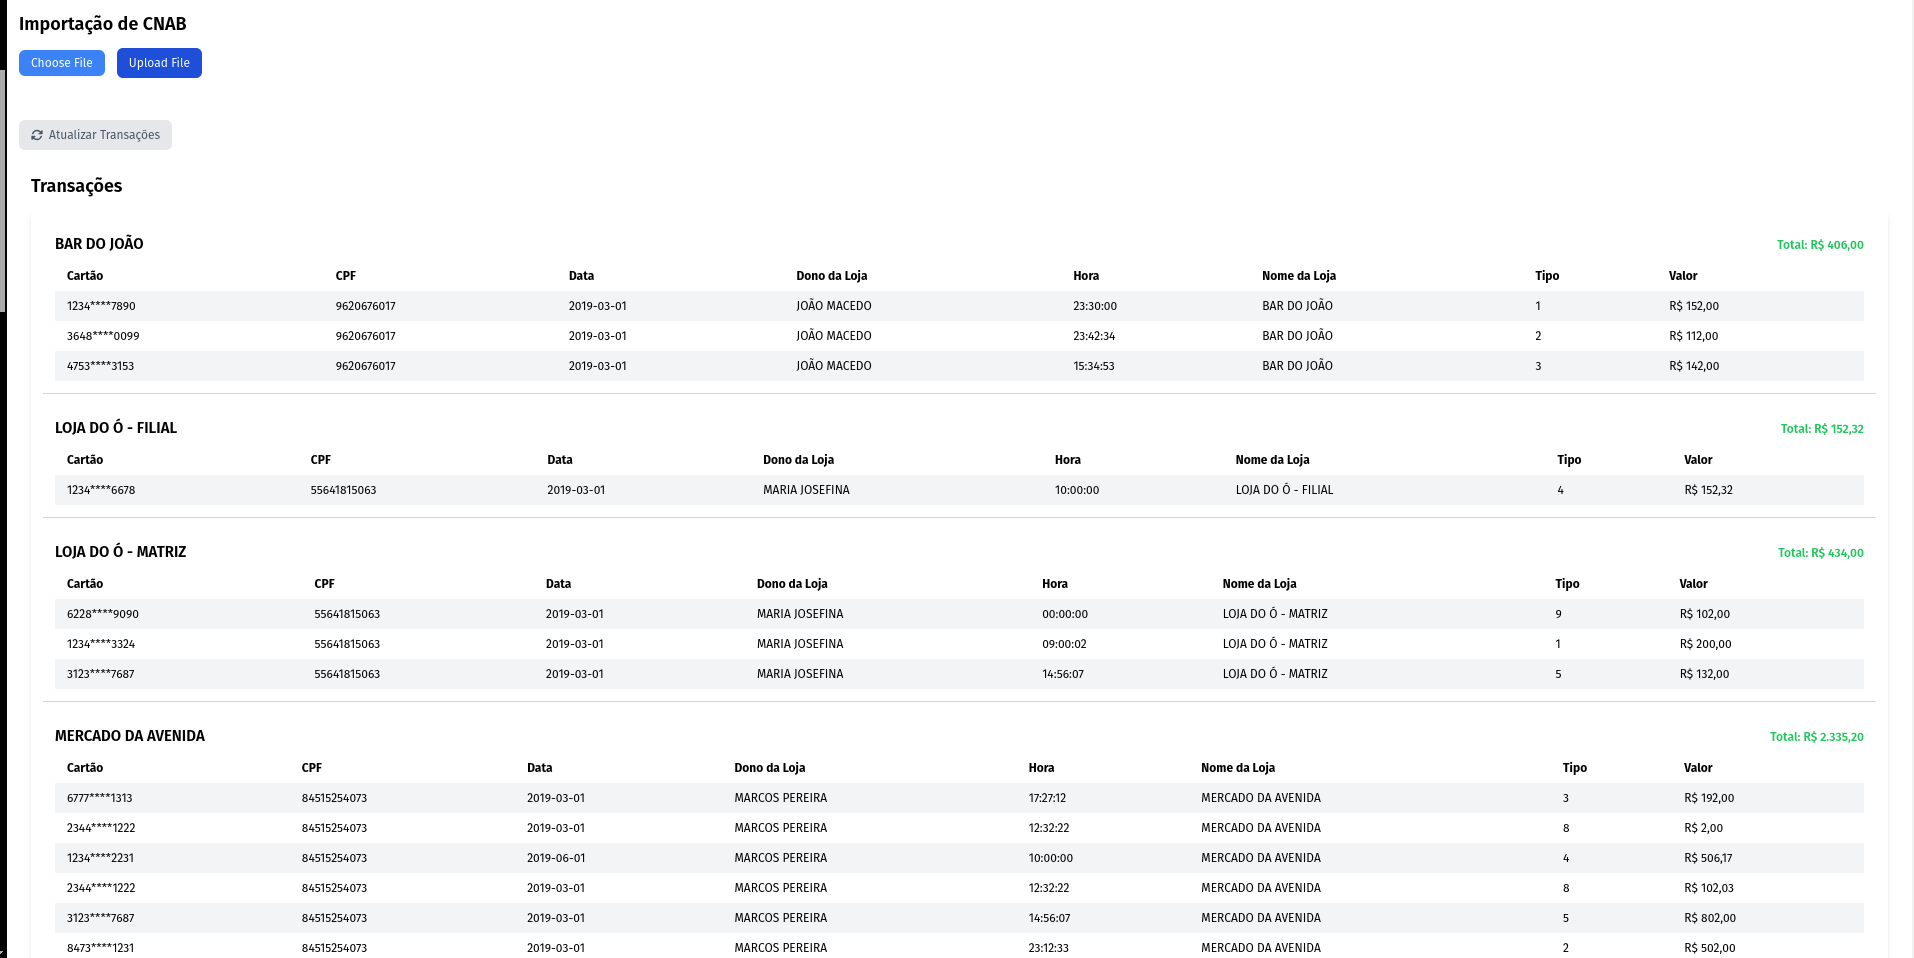 Importação de CNAB
Choose File Upload File
Atualizar Transações
Transações
BAR DO JOÃO Total: R$ 406,00
Cartão CPF Data Dono da Loja Hora Nome da Loja Tipo Valor
1234****7890 9620676017 2019-03-01 JOÃO MACEDO 23:30:00 BAR DO JOÃO 1 R$ 152,00
3648****0099 9620676017 2019-03-01 JOÃO MACEDO 23:42:34 BAR DO JOÃO 2 R$ 112,00
4753****3153 9620676017 2019-03-01 JOÃO MACEDO 15:34:53 BAR DO JOÃO 3 R$ 142,00
LOJA DO Ó - FILIAL Total: R$ 152,32
Cartão CPF Data Dono da Loja Hora Nome da Loja Tipo Valor
1234****6678 55641815063 2019-03-01 MARIA JOSEFINA 10:00:00 LOJA DO Ó - FILIAL 4 R$ 152,32
LOJA DO Ó - MATRIZ Total: R$ 434,00
Cartão CPF Data Dono da Loja Hora Nome da Loja Tipo Valor
6228****9090 55641815063 2019-03-01 MARIA JOSEFINA 00:00:00 LOJA DO Ó - MATRIZ 9 R$ 102,00
1234****3324 55641815063 2019-03-01 MARIA JOSEFINA 09:00:02 LOJA DO Ó - MATRIZ 1 R$ 200,00
3123****7687 55641815063 2019-03-01 MARIA JOSEFINA 14:56:07 LOJA DO Ó - MATRIZ 5 R$ 132,00
MERCADO DA AVENIDA Total: R$ 2.335,20
Cartão CPF Data Dono da Loja Hora Nome da Loja Tipo Valor
6777****1313 84515254073 2019-03-01 MARCOS PEREIRA 17:27:12 MERCADO DA AVENIDA 3 R$ 192,00
2344****1222 84515254073 2019-03-01 MARCOS PEREIRA 12:32:22 MERCADO DA AVENIDA 8 R$ 2,00
1234****2231 84515254073 2019-06-01 MARCOS PEREIRA 10:00:00 MERCADO DA AVENIDA 4 R$ 506,17
2344****1222 84515254073 2019-03-01 MARCOS PEREIRA 12:32:22 MERCADO DA AVENIDA 8 R$ 102,03
3123****7687 84515254073 2019-03-01 MARCOS PEREIRA 14:56:07 MERCADO DA AVENIDA 5 R$ 802,00
8473****1231 84515254073 2019-03-01 MARCOS PEREIRA 23:12:33 MERCADO DA AVENIDA 2 R$ 502,00